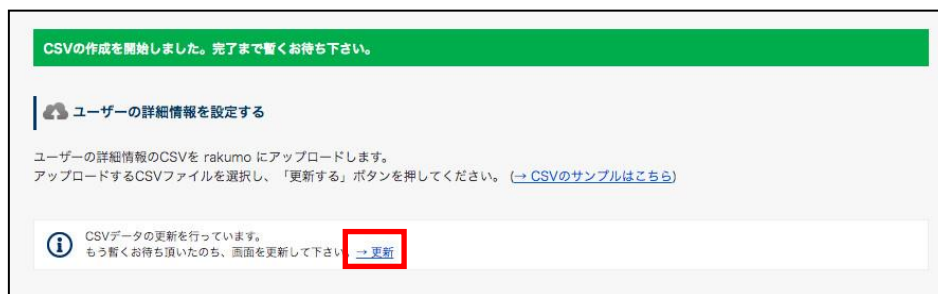 CSVの作成を開始しました。完了まで暫くお待ち下さい。
ユーザーの詳細情報を設定する
ユーザーの詳細情報のCSVを rakumo にアップロードします。
アップロードするCSVファイルを選択し、「更新する」ボタンを押してください。 (→ CSVのサンプルはこちら)
CSVデータの更新を行っています。
もう暫くお待ち頂いたのち、画面を更新して下さい。→ 更新